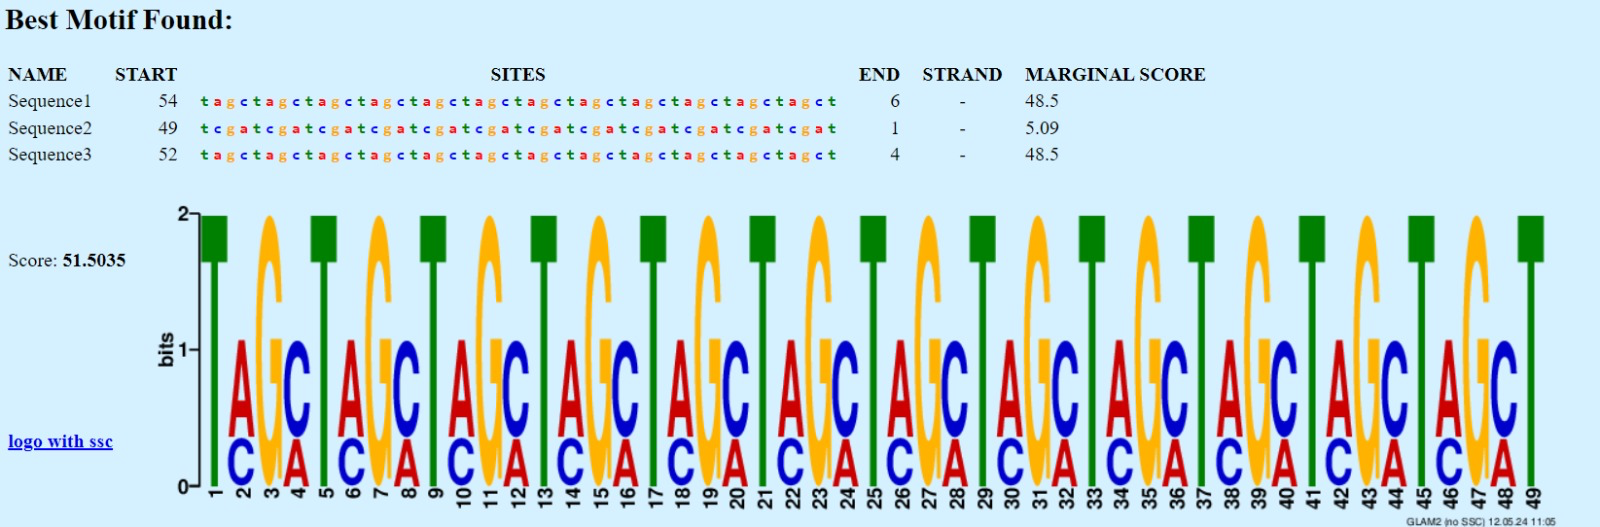 Best Motif Found:
NAME START SITES END STRAND MARGINAL SCORE
Sequence1 54 tagctagctagctagctagctagctagctagctagctagctagctagct 6 - 48.5
Sequence2 49 tcgatcgatcgatcgatcgatcgatcgatcgatcgatcgatcgatcgat 1 - 5.09
Sequence3 52 tagctagctagctagctagctagctagctagctagctagctagctagct 4 - 48.5
Score: 51.5035
logo with ssc
bits
2
1
0
TAGCTAGCTAGCTAGCTAGCTAGCTAGCTAGCTAGCTAGCTAGCTAGCT
C A C A C A C A C A C A C A C A C A C A C A C A
1 2 3 4 5 6 7 8 9 10 11 12 13 14 15 16 17 18 19 20 21 22 23 24 25 26 27 28 29 30 31 32 33 34 35 36 37 38 39 40 41 42 43 44 45 46 47 48 49
GLAM2 (no SSC) 12.05.24 11:05